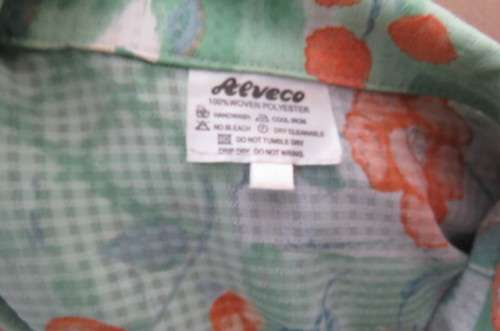 Alveco
100% WOVEN POLYESTER
HANDWASH COOL IRON
NO BLEACH DRY CLEANABLE
DO NOT TUMBLE DRY
DRIP DRY. DO NOT WRING.